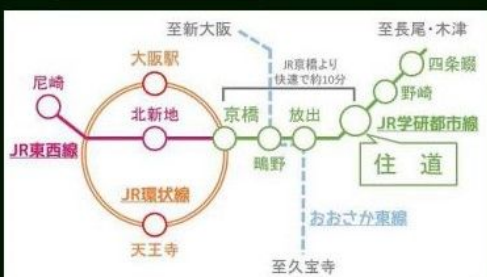 至新大阪
至長尾・木津
大阪駅
JR京橋より
快速で約10分
四条畷
尼崎
野崎
北新地
京橋
放出
JR学研都市線
JR東西線
鴫野
住道
JR環状線
おおさか東線
天王寺
至久宝寺